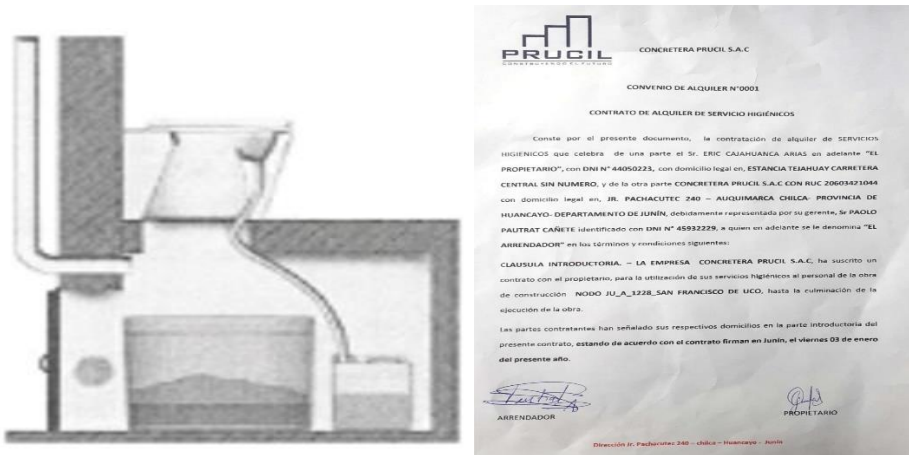 PRUCIL
CONSTRUYENDO EL FUTURO
CONCRETERA PRUCIL S.A.C
CONVENIO DE ALQUILER N°0001
CONTRATO DE ALQUILER DE SERVICIO HIGIÉNICOS
Conste por el presente documento, la contratación de alquiler de SERVICIOS
HIGIENICOS que celebra de una parte el Sr. ERIC CAJAHUANCA ARIAS en adelante "EL
PROPIETARIO", con DNI N° 44050223, con domicilio legal en, ESTANCIA TEJAHUAY CARRETERA
CENTRAL SIN NUMERO, y de la otra parte CONCRETERA PRUCIL S.A.C CON RUC 20603421044
con domicilio legal en, JR. PACHACUTEC 240 – AUQUIMARCA CHILCA- PROVINCIA DE
HUANCAYO- DEPARTAMENTO DE JUNÍN, debidamente representada por su gerente, Sr PAOLO
PAUTRAT CAÑETE identificado con DNI N° 45932229, a quien en adelante se le denomina "EL
ARRENDADOR" en los términos y condiciones siguientes:
CLAUSULA INTRODUCTORIA. – LA EMPRESA CONCRETERA PRUCIL S.A.C, ha suscrito un
contrato con el propietario, para la utilización de sus servicios higiénicos al personal de la obra
de construcción NODO JU_A_1228_SAN FRANCISCO DE UCO, hasta la culminación de la
ejecución de la obra.
Las partes contratantes han señalado sus respectivos domicilios en la parte introductoria del
presente contrato, estando de acuerdo con el contrato firman en Junín, el viernes 03 de enero
del presente año.
ARRENDADOR
PROPIETARIO
Dirección Jr. Pachacutec 240 – chilca – Huancayo - Junín